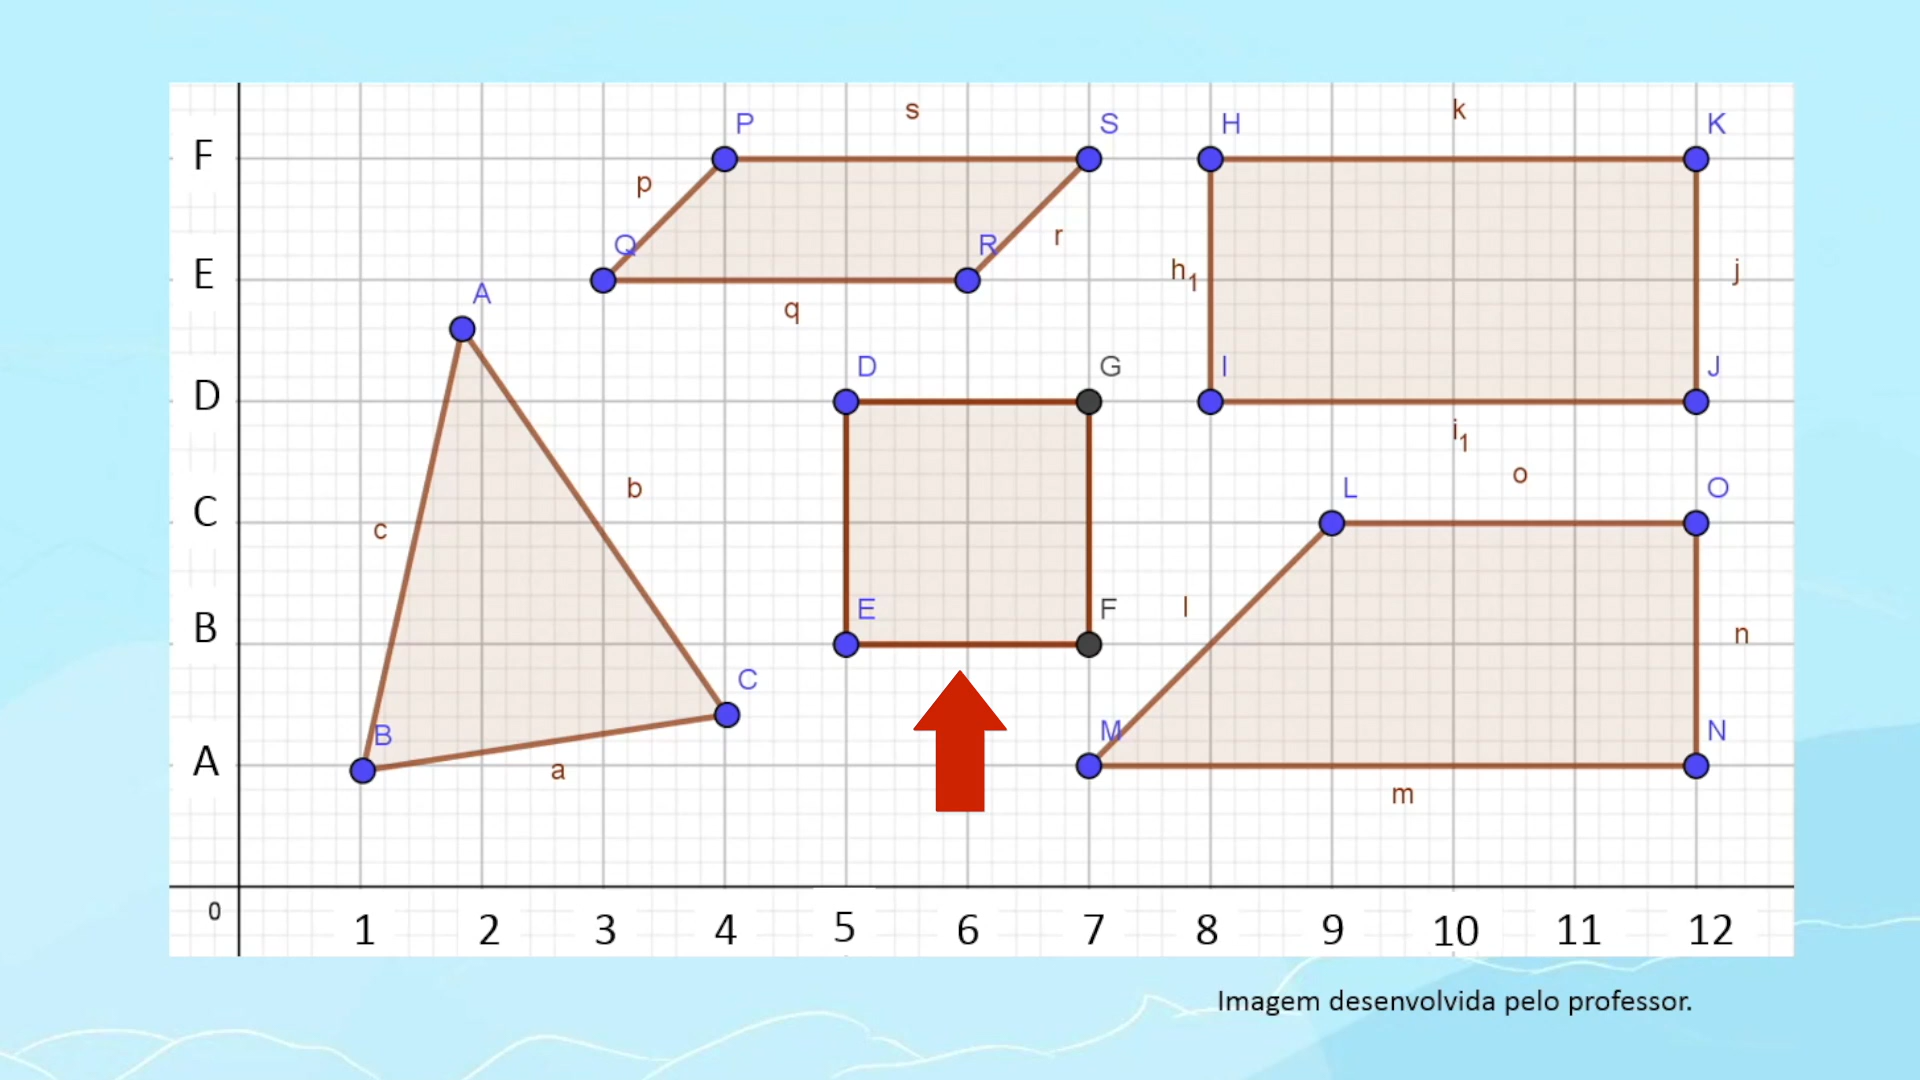 s
k
P
S
H
K
F
p
Q
R
r
E
h1
j
A
q
D
G
I
J
D
i1
b
L
o
O
C
c
E
F
l
B
n
C
B
M
N
A
a
m
0
1 2 3 4 5 6 7 8 9 10 11 12
Imagem desenvolvida pelo professor.